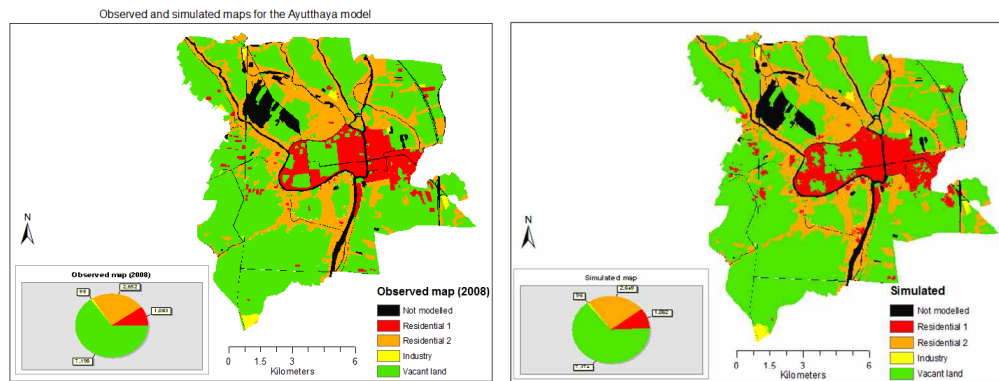 Observed and simulated maps for the Ayutthaya model
N
Observed map (2008)
2,652
1,083
Observed map (2008)
Not modelled
Residential 1
Residential 2
Industry
Vacant land
0 1.5 3 6
Kilometers
N
Simulated map
96
1,082
Simulated
Not modelled
Residential 1
Residential 2
Industry
Vacant land
0 1.5 3 6
Kilometers